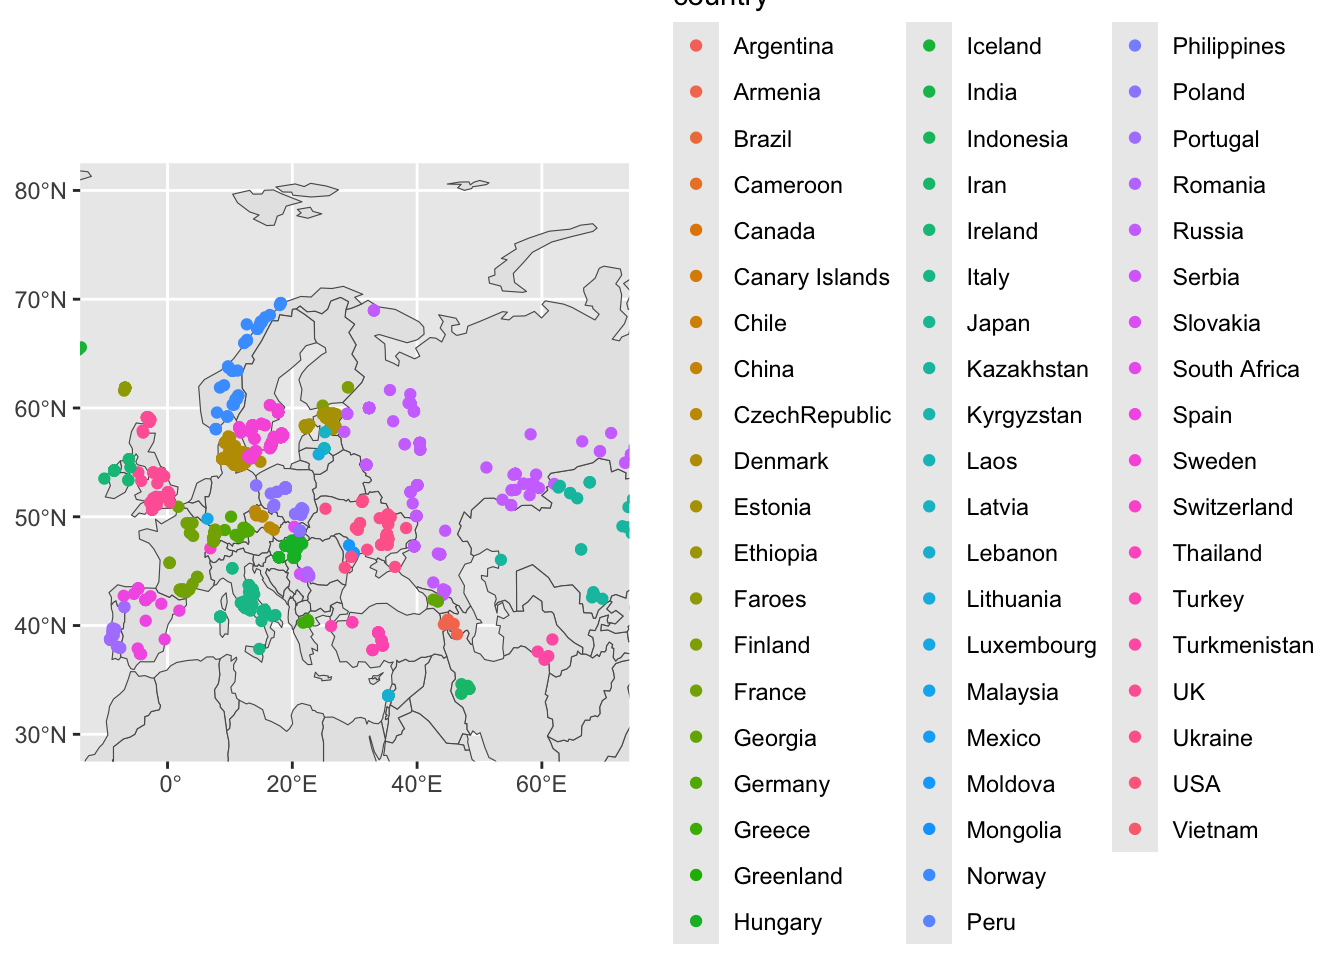 country
80°N
70°N
60°N
50°N
40°N
30°N
0°
20°E
40°E
60°E
Argentina
Armenia
Brazil
Cameroon
Canada
Canary Islands
Chile
China
CzechRepublic
Denmark
Estonia
Ethiopia
Faroes
Finland
France
Georgia
Germany
Greece
Greenland
Hungary
Iceland
India
Indonesia
Iran
Ireland
Italy
Japan
Kazakhstan
Kyrgyzstan
Laos
Latvia
Lebanon
Lithuania
Luxembourg
Malaysia
Mexico
Moldova
Mongolia
Norway
Peru
Philippines
Poland
Portugal
Romania
Russia
Serbia
Slovakia
South Africa
Spain
Sweden
Switzerland
Thailand
Turkey
Turkmenistan
UK
Ukraine
USA
Vietnam